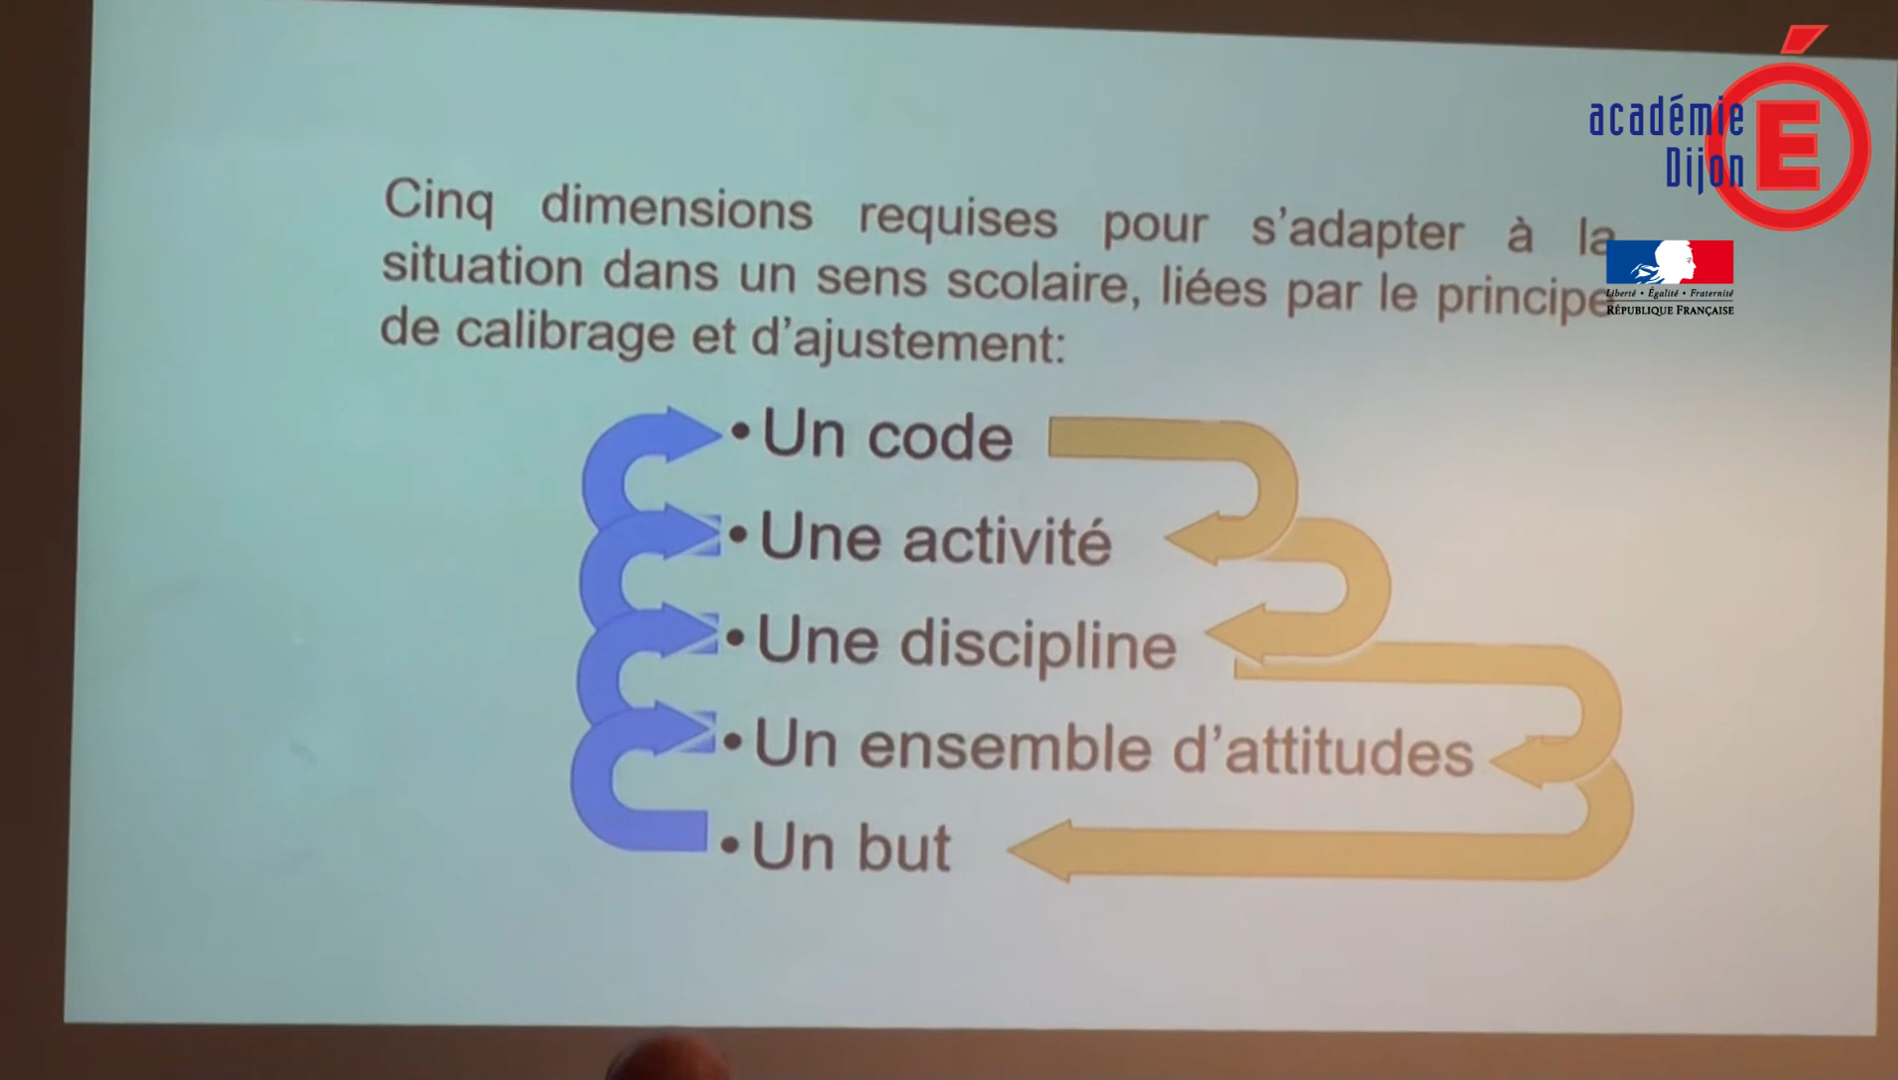 académie
Dijon
É
Cinq dimensions requises pour s'adapter à la
situation dans un sens scolaire, liées par le principe
de calibrage et d'ajustement:
Liberté • Égalité • Fraternité
RÉPUBLIQUE FRANÇAISE
• Un code
• Une activité
• Une discipline
• Un ensemble d'attitudes
• Un but